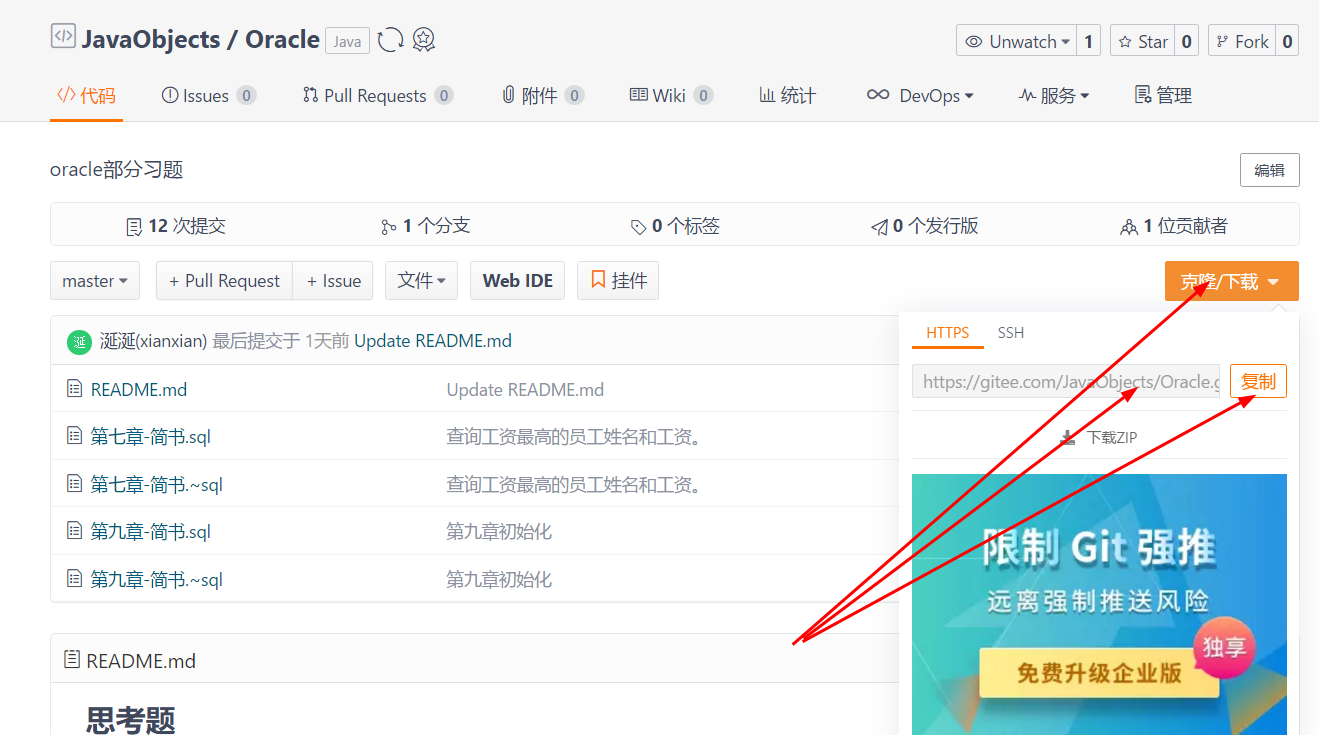 JavaObjects / Oracle Java Unwatch 1 Star 0 Fork 0
代码 Issues 0 Pull Requests 0 附件 0 Wiki 0 统计 DevOps 服务 管理
oracle部分习题 编辑
12 次提交 1 个分支 0 个标签 0 个发行版 1 位贡献者
master + Pull Request + Issue 文件 Web IDE 挂件 克隆/下载
HTTPS SSH
涎 涎涎(xianxian) 最后提交于 1天前 Update README.md
https://gitee.com/JavaObjects/Oracle.g 复制
README.md Update README.md
下载ZIP
第七章-简书.sql 查询工资最高的员工姓名和工资。
第七章-简书.~sql 查询工资最高的员工姓名和工资。
第九章-简书.sql 第九章初始化
第九章-简书.~sql 第九章初始化
限制 Git 强推
远离强制推送风险
独享
免费升级企业版
README.md
思考题